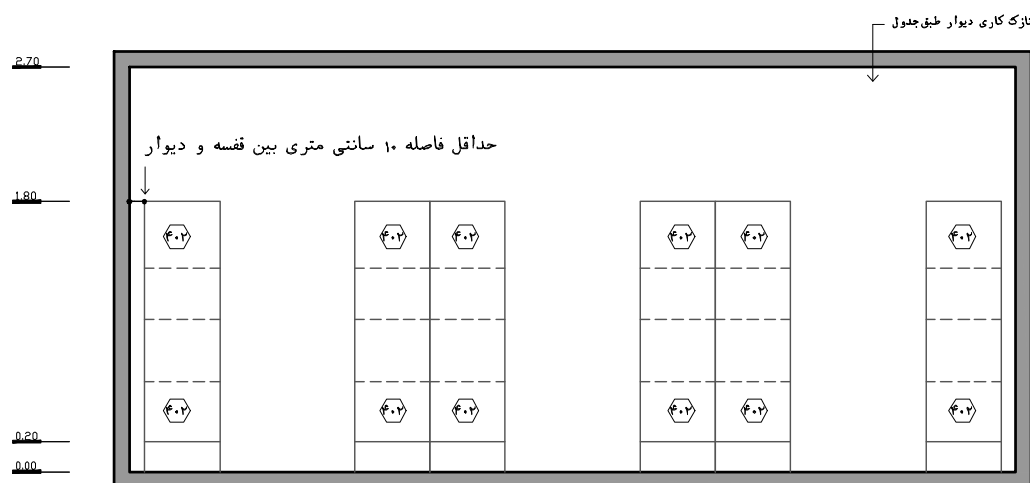 نازک کاری دیوار طبق جدول
2.70
حداقل فاصله ۱۰ سانتی متری بین قفسه و دیوار
1.80
۴۰۲ ۴۰۲ ۴۰۲ ۴۰۲ ۴۰۲ ۴۰۲
۴۰۲ ۴۰۲ ۴۰۲ ۴۰۲ ۴۰۲ ۴۰۲
0.20
0.00